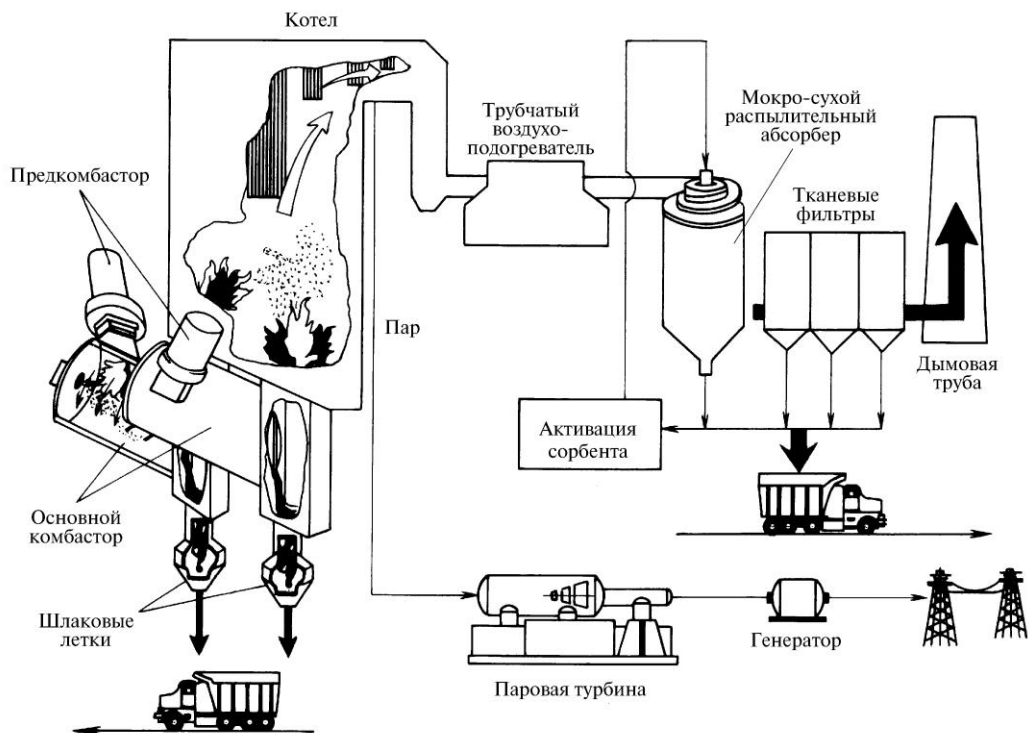 Котел
Трубчатый
воздухо-
подогреватель
Мокро-сухой
распылительный
абсорбер
Предкомбастор
Тканевые
фильтры
Пар
Дымовая
труба
Активация
сорбента
Основной
комбастор
Шлаковые
летки
Генератор
Паровая турбина